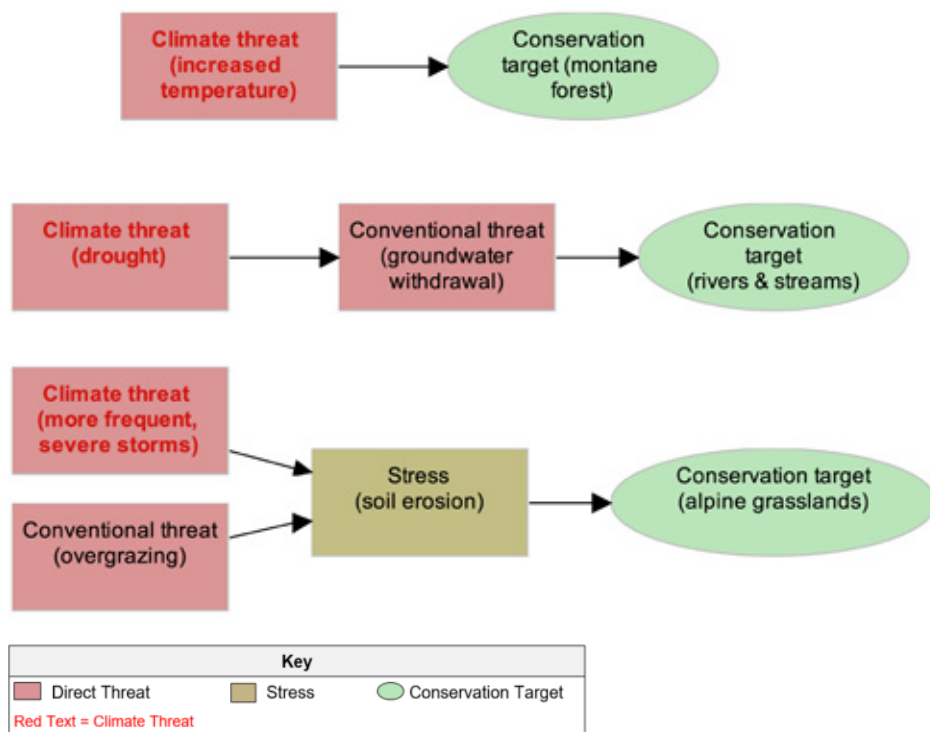 Climate threat
(increased
temperature)
Conservation
target (montane
forest)
Climate threat
(drought)
Conventional threat
(groundwater
withdrawal)
Conservation
target
(rivers & streams)
Climate threat
(more frequent,
severe storms)
Conventional threat
(overgrazing)
Stress
(soil erosion)
Conservation target
(alpine grasslands)
Key
Direct Threat
Stress
Conservation Target
Red Text = Climate Threat